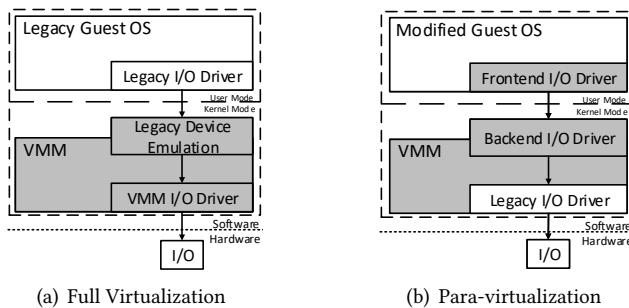 Legacy Guest OS
Legacy I/O Driver
User Mode
Kernel Mode
VMM
Legacy Device
Emulation
VMM I/O Driver
Software
Hardware
I/O
(a) Full Virtualization
Modified Guest OS
Frontend I/O Driver
User Mode
Kernel Mode
VMM
Backend I/O Driver
Legacy I/O Driver
Software
Hardware
I/O
(b) Para-virtualization